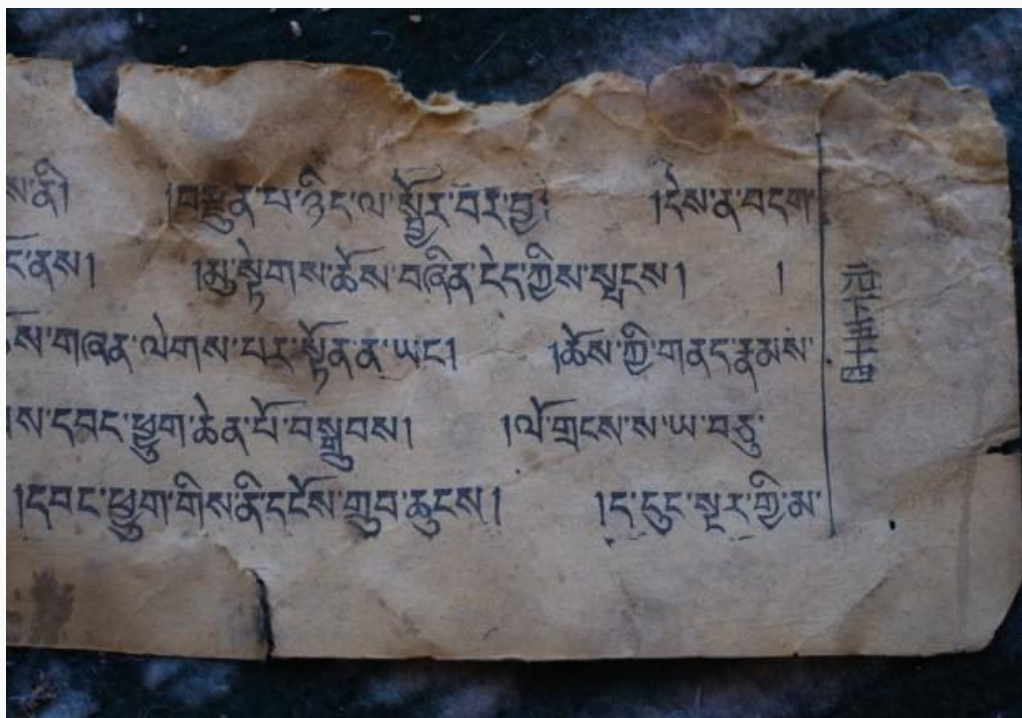 ས་ནི། །བརྫུན་པ་ཉིད་ལ་སྦྱོར་བར་བྱ། །དེས་ན་བདག་
ནས། །མུ་སྟེགས་ཆོས་བཞིན་ངེད་ཀྱིས་སྤངས། །
གཞན་ལེགས་པར་སྟོན་ན་ཡང་། །ཆོས་ཀྱི་གནད་རྣམས་
ས་དབང་ཕྱུག་ཆེན་པོ་བསྒྲུབས། །ལོ་གྲངས་ས་ཡ་བཅུ་
།དབང་ཕྱུག་གིས་ནི་དངོས་གྲུབ་ཆུངས། །ད་དུང་སྔར་གྱི་མ་